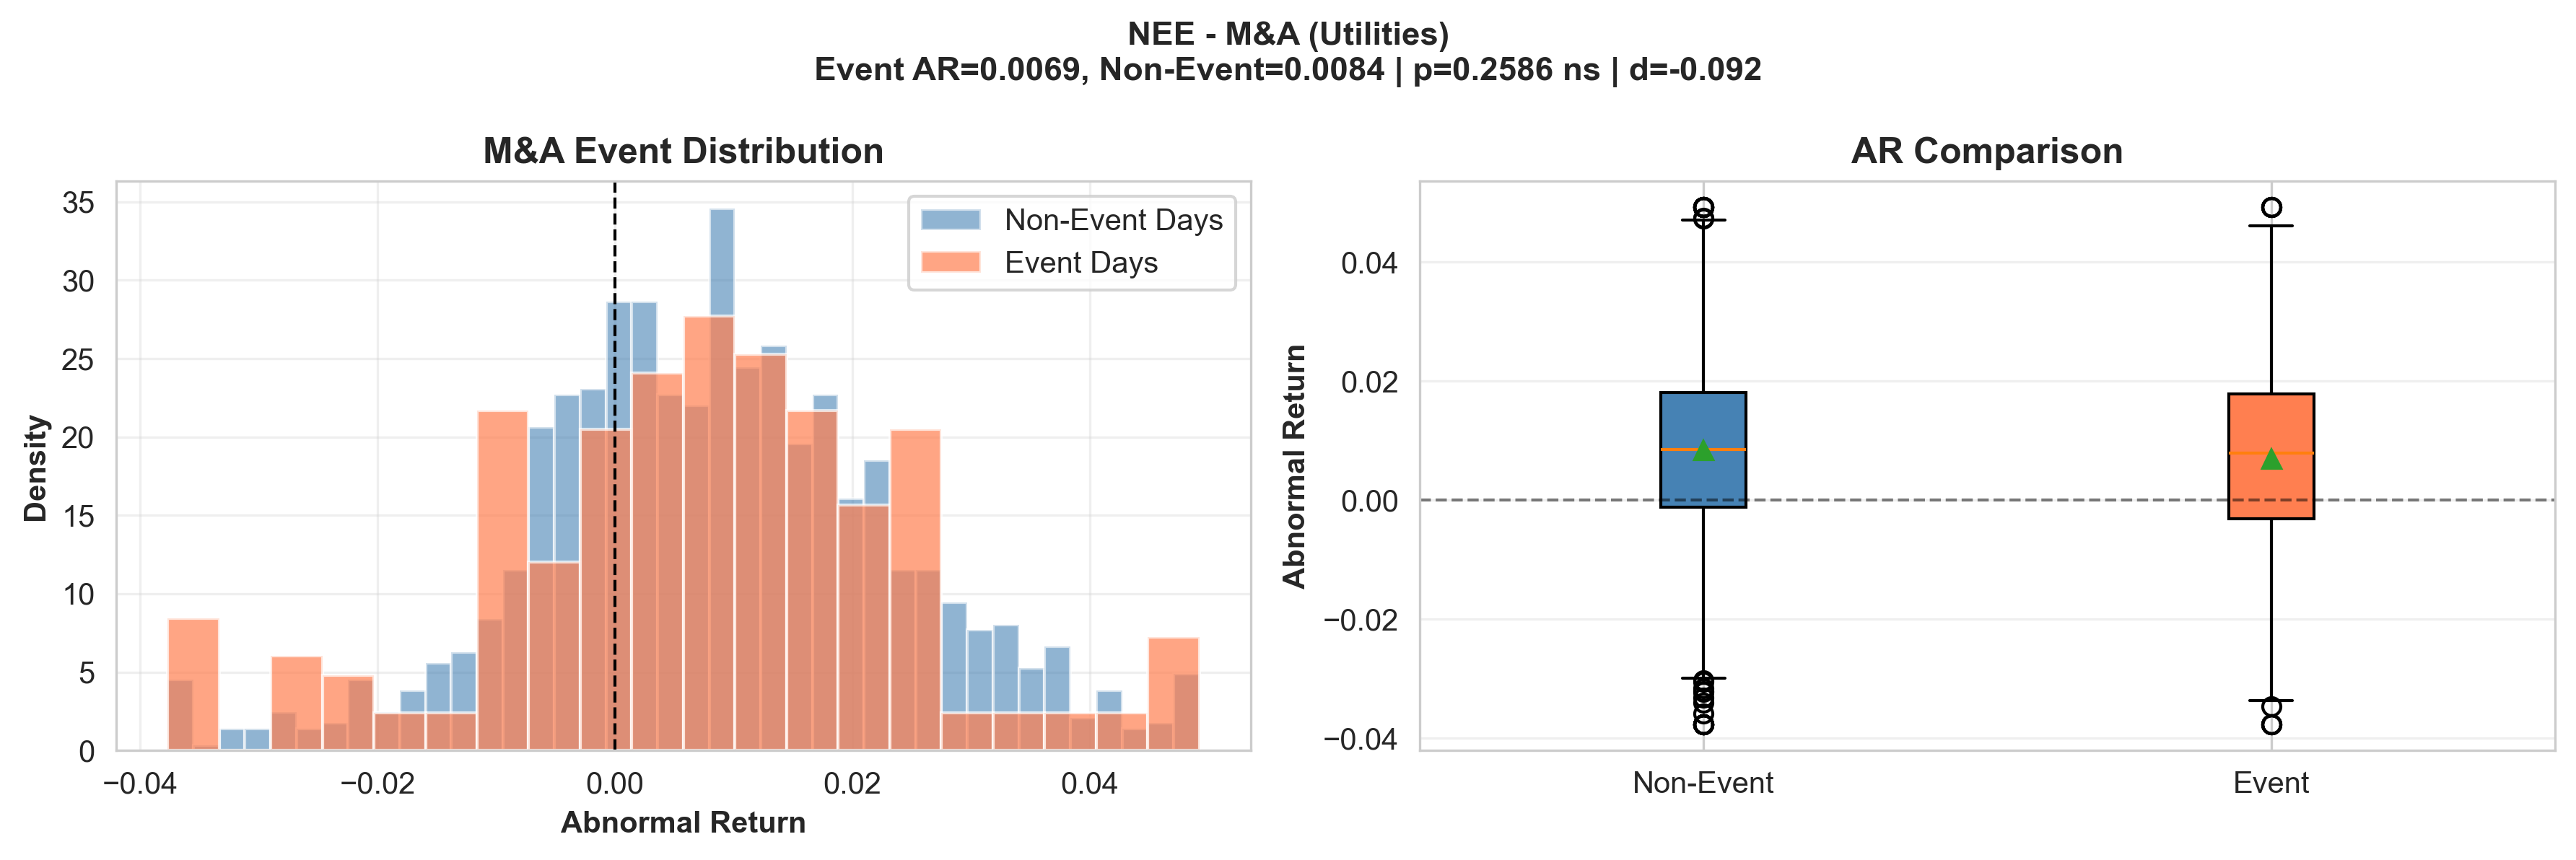 NEE - M&A (Utilities)
Event AR=0.0069, Non-Event=0.0084 | p=0.2586 ns | d=-0.092
M&A Event Distribution
35
30
25
20
15
10
5
0
Density
−0.04
−0.02
0.00
0.02
0.04
Abnormal Return
Non-Event Days
Event Days
AR Comparison
0.04
0.02
0.00
−0.02
−0.04
Abnormal Return
Non-Event
Event